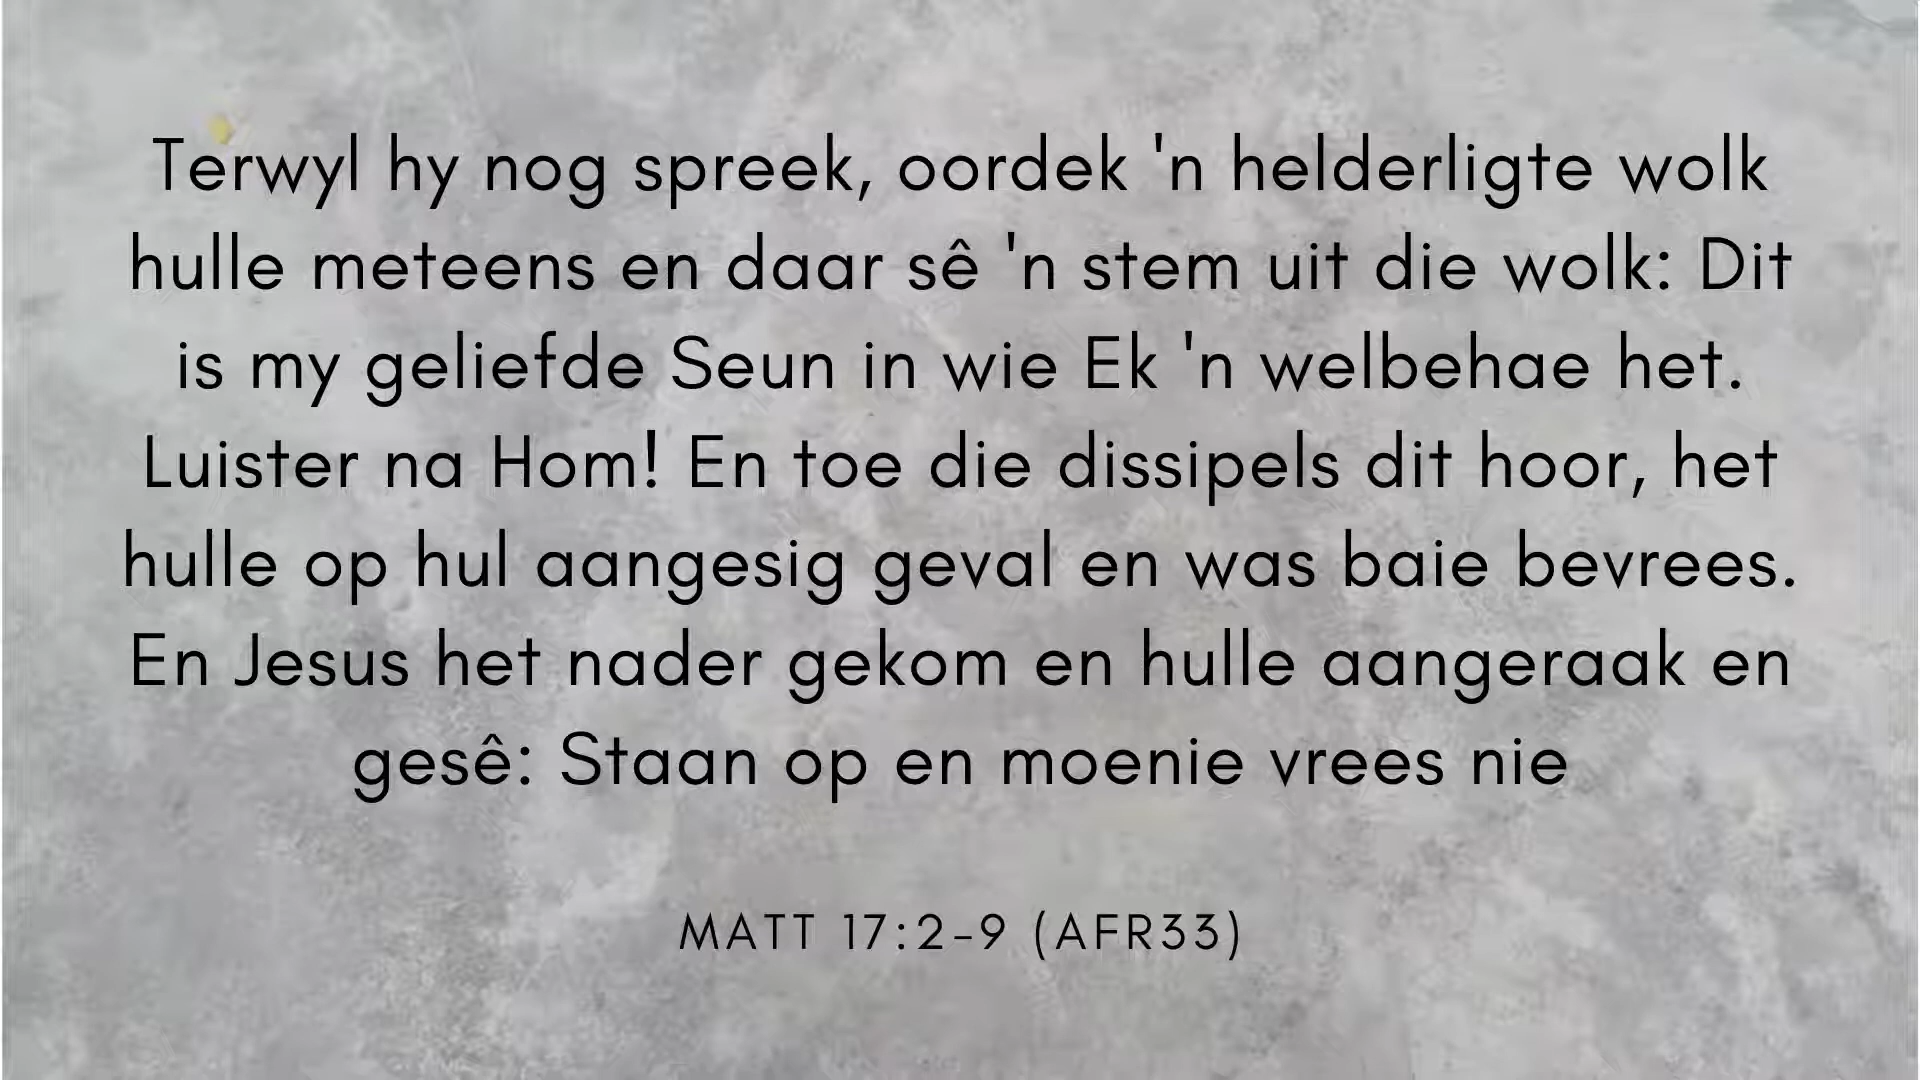 Terwyl hy nog spreek, oordek 'n helderligte wolk
hulle meteens en daar sê 'n stem uit die wolk: Dit
is my geliefde Seun in wie Ek 'n welbehae het.
Luister na Hom! En toe die dissipels dit hoor, het
hulle op hul aangesig geval en was baie bevrees.
En Jesus het nader gekom en hulle aangeraak en
gesê: Staan op en moenie vrees nie
MATT 17:2-9 (AFR33)